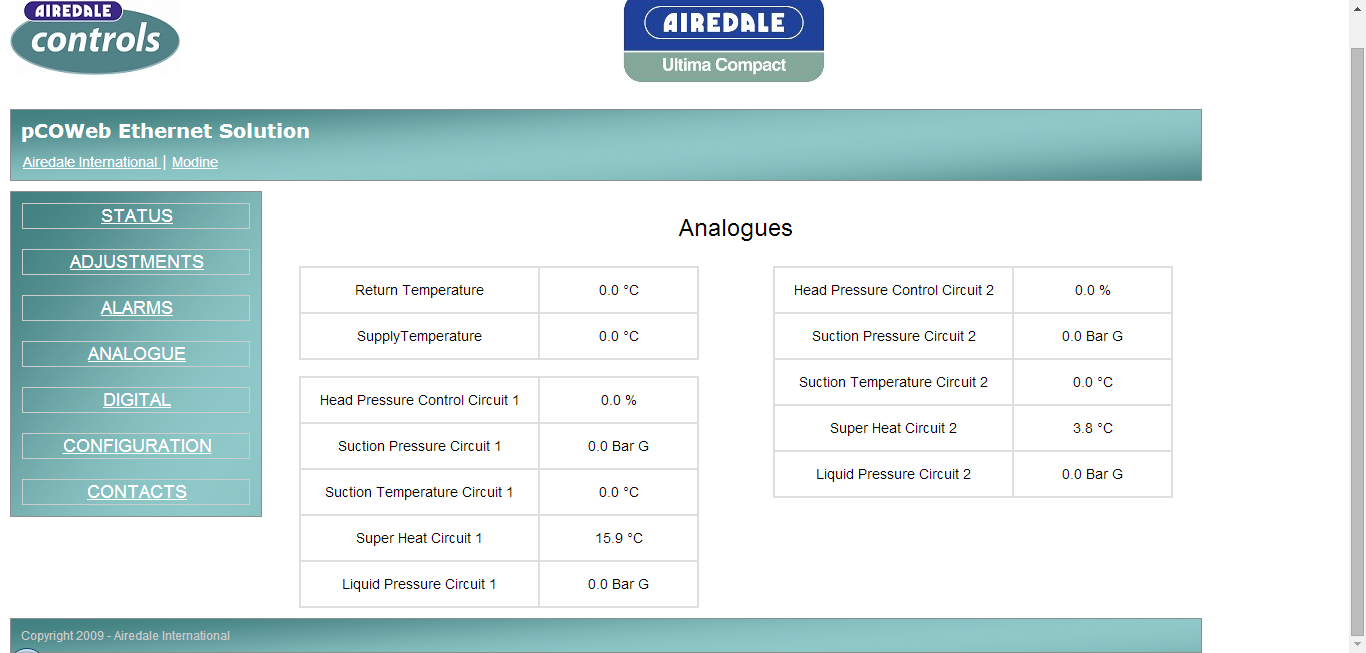 AIREDALE
controls
AIREDALE
Ultima Compact
pCOWeb Ethernet Solution
Airedale International | Modine
STATUS
ADJUSTMENTS
ALARMS
ANALOGUE
DIGITAL
CONFIGURATION
CONTACTS
Analogues
Return Temperature 0.0 °C
SupplyTemperature 0.0 °C
Head Pressure Control Circuit 1 0.0 %
Suction Pressure Circuit 1 0.0 Bar G
Suction Temperature Circuit 1 0.0 °C
Super Heat Circuit 1 15.9 °C
Liquid Pressure Circuit 1 0.0 Bar G
Head Pressure Control Circuit 2 0.0 %
Suction Pressure Circuit 2 0.0 Bar G
Suction Temperature Circuit 2 0.0 °C
Super Heat Circuit 2 3.8 °C
Liquid Pressure Circuit 2 0.0 Bar G
Copyright 2009 - Airedale International